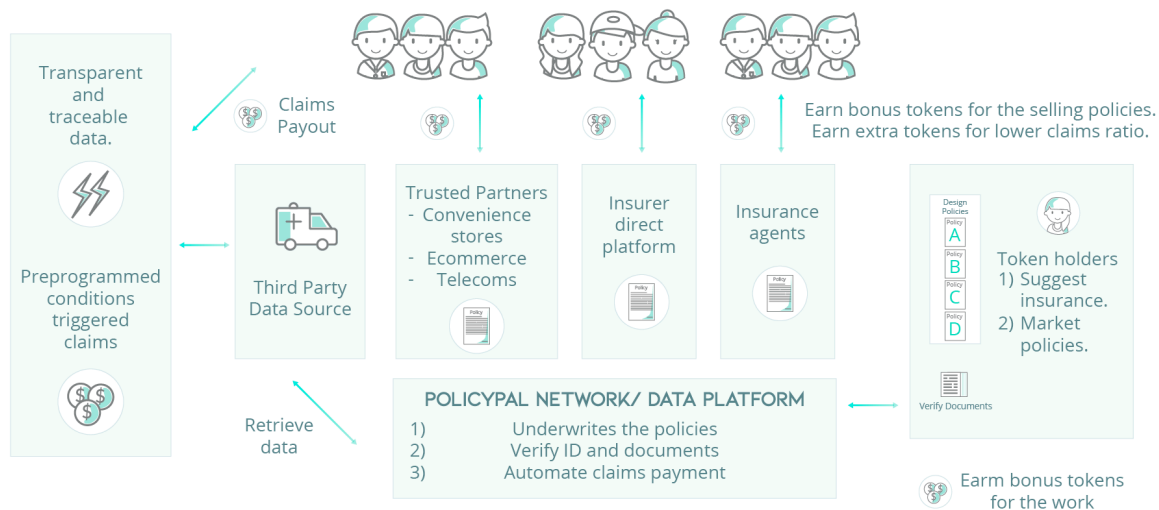 Transparent
and
traceable
data.
Preprogrammed
conditions
triggered
claims
Claims
Payout
Third Party
Data Source
Retrieve
data
Trusted Partners
- Convenience
stores
- Ecommerce
- Telecoms
Policy
Insurer
direct
platform
Policy
Insurance
agents
Policy
Earn bonus tokens for the selling policies.
Earn extra tokens for lower claims ratio.
Design
Policies
Policy
A
Policy
B
Policy
C
Policy
D
Verify Documents
Token holders
1) Suggest
insurance.
2) Market
policies.
POLICYPAL NETWORK/ DATA PLATFORM
1) Underwrites the policies
2) Verify ID and documents
3) Automate claims payment
Earm bonus tokens
for the work